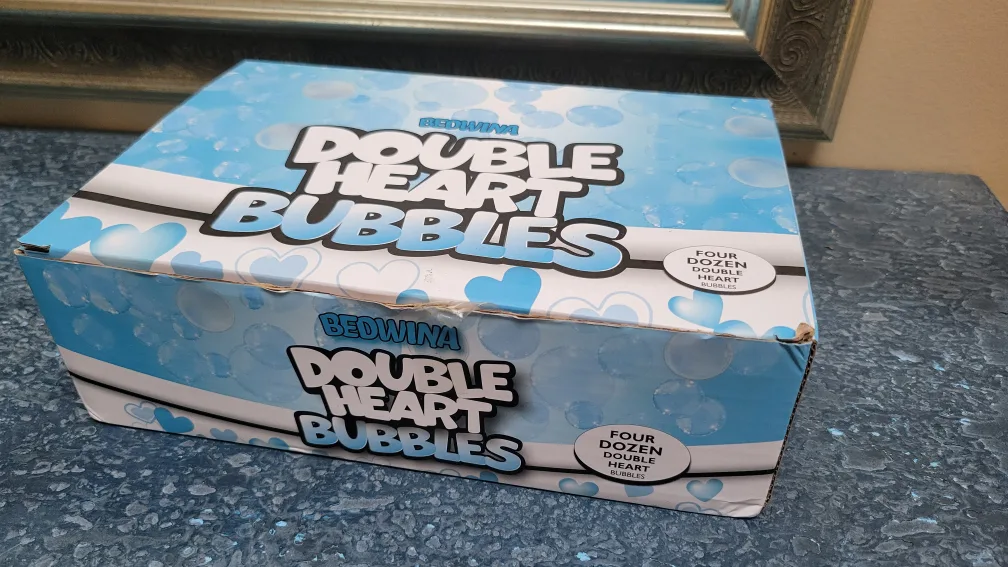 BEDWINA
DOUBLE
HEART
BUBBLES
FOUR
DOZEN
DOUBLE
HEART
BUBBLES
BEDWINA
DOUBLE
HEART
BUBBLES
FOUR
DOZEN
DOUBLE
HEART
BUBBLES